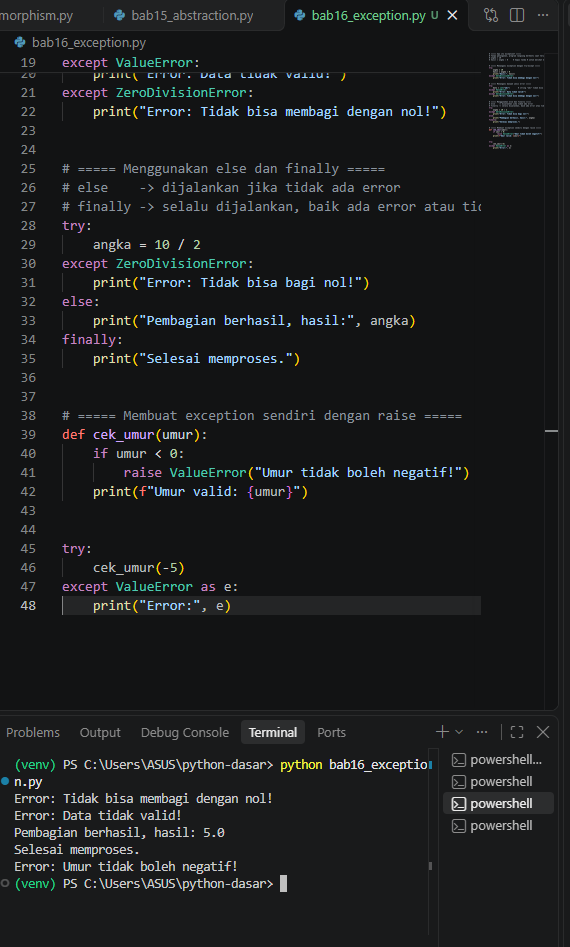 morphism.py bab15_abstraction.py bab16_exception.py U
bab16_exception.py
19 except ValueError:
20 print("Error: Data tidak valid!")
21 except ZeroDivisionError:
22 print("Error: Tidak bisa membagi dengan nol!")
23
24
25 # ===== Menggunakan else dan finally =====
26 # else    -> dijalankan jika tidak ada error
27 # finally -> selalu dijalankan, baik ada error atau tid
28 try:
29     angka = 10 / 2
30 except ZeroDivisionError:
31     print("Error: Tidak bisa bagi nol!")
32 else:
33     print("Pembagian berhasil, hasil:", angka)
34 finally:
35     print("Selesai memproses.")
36
37
38 # ===== Membuat exception sendiri dengan raise =====
39 def cek_umur(umur):
40     if umur < 0:
41         raise ValueError("Umur tidak boleh negatif!")
42     print(f"Umur valid: {umur}")
43
44
45 try:
46     cek_umur(-5)
47 except ValueError as e:
48     print("Error:", e)
Problems Output Debug Console Terminal Ports
(venv) PS C:\Users\ASUS\python-dasar> python bab16_exceptio
n.py
Error: Tidak bisa membagi dengan nol!
Error: Data tidak valid!
Pembagian berhasil, hasil: 5.0
Selesai memproses.
Error: Umur tidak boleh negatif!
(venv) PS C:\Users\ASUS\python-dasar>
powershell...
powershell
powershell
powershell